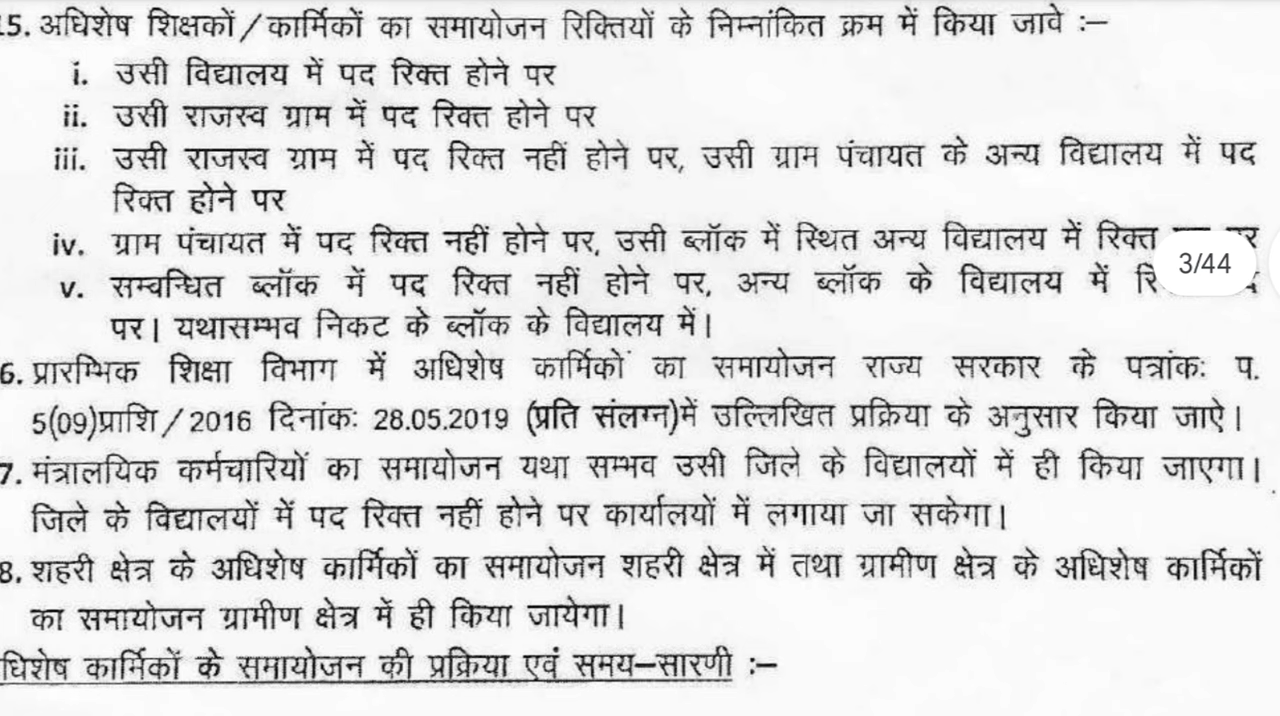 15. अधिशेष शिक्षकों/कार्मिकों का समायोजन रिक्तियों के निम्नांकित क्रम में किया जावे :–
i. उसी विद्यालय में पद रिक्त होने पर
ii. उसी राजस्व ग्राम में पद रिक्त होने पर
iii. उसी राजस्व ग्राम में पद रिक्त नहीं होने पर, उसी ग्राम पंचायत के अन्य विद्यालय में पद
रिक्त होने पर
iv. ग्राम पंचायत में पद रिक्त नहीं होने पर, उसी ब्लॉक में स्थित अन्य विद्यालय में रिक्त
3/44
v. सम्वन्धित ब्लॉक में पद रिक्त नहीं होने पर, अन्य ब्लॉक के विद्यालय में
पर। यथासम्भव निकट के ब्लॉक के विद्यालय में।
6. प्रारम्भिक शिक्षा विभाग में अधिशेष कार्मिकों का समायोजन राज्य सरकार के पत्रांकः प.
5(09)प्राशि/2016 दिनांकः 28.05.2019 (प्रति संलग्न)में उल्लिखित प्रक्रिया के अनुसार किया जाऐ।
7. मंत्रालयिक कर्मचारियों का समायोजन यथा सम्भव उसी जिले के विद्यालयों में ही किया जाएगा।
जिले के विद्यालयों में पद रिक्त नहीं होने पर कार्यालयों में लगाया जा सकेगा।
8. शहरी क्षेत्र के अधिशेष कार्मिकों का समायोजन शहरी क्षेत्र में तथा ग्रामीण क्षेत्र के अधिशेष कार्मिकों
का समायोजन ग्रामीण क्षेत्र में ही किया जायेगा।
धिशेष कार्मिकों के समायोजन की प्रक्रिया एवं समय–सारणी :–